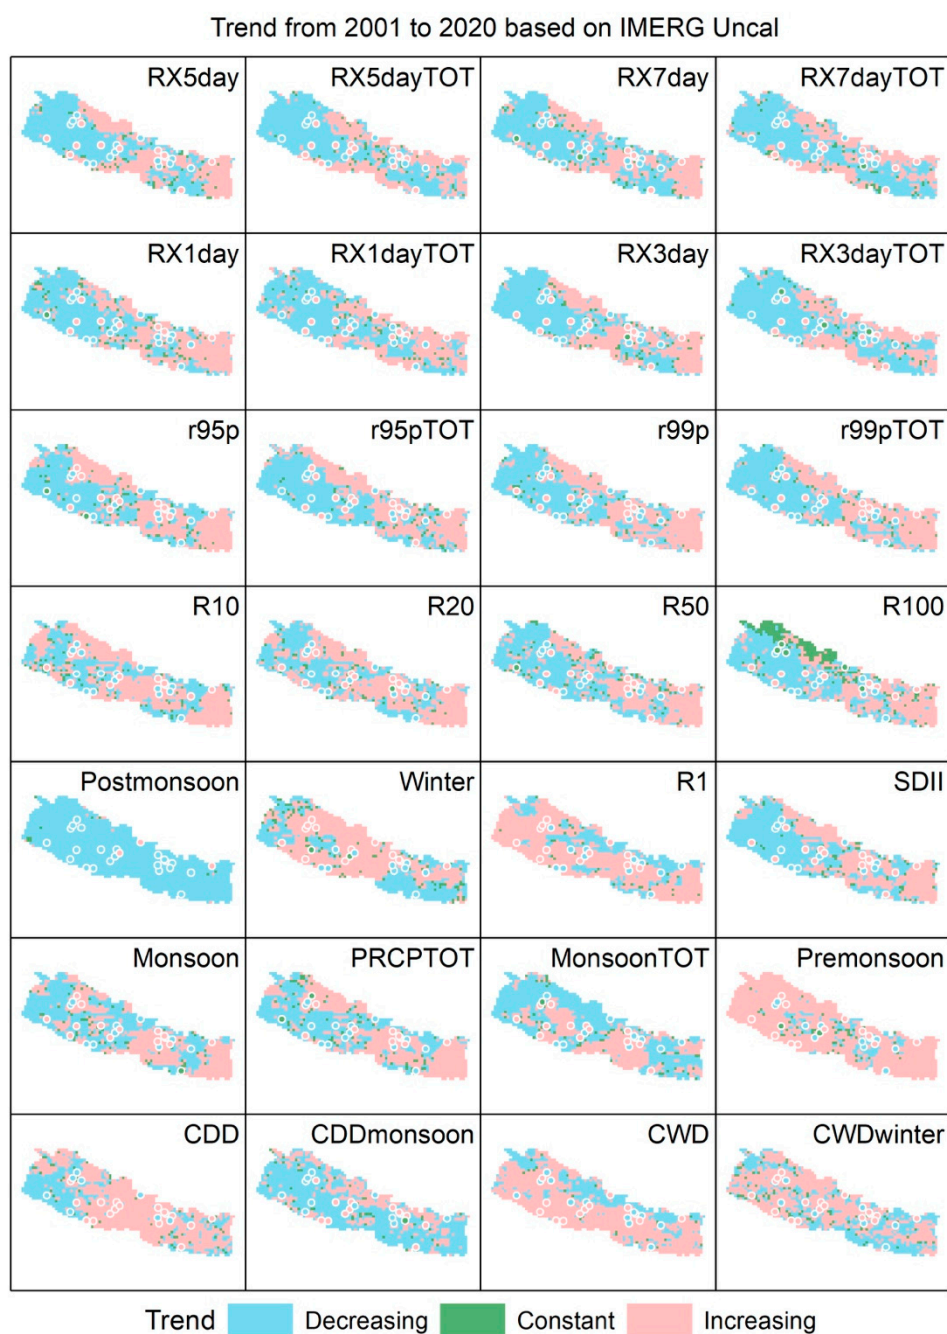 Trend from 2001 to 2020 based on IMERG Uncal
RX5day RX5dayTOT RX7day RX7dayTOT
RX1day RX1dayTOT RX3day RX3dayTOT
r95p r95pTOT r99p r99pTOT
R10 R20 R50 R100
Postmonsoon Winter R1 SDII
Monsoon PRCPTOT MonsoonTOT Premonsoon
CDD CDDmonsoon CWD CWDwinter
Trend Decreasing Constant Increasing